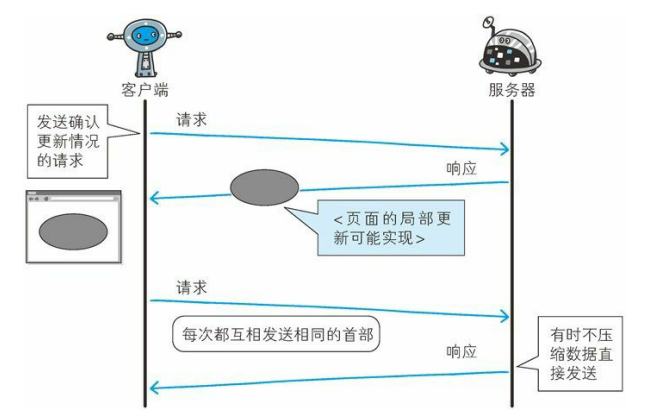 客户端
服务器
发送确认
更新情况
的请求
请求
响应
<页面的局部更
新可能实现>
请求
每次都互相发送相同的首部
响应
有时不压
缩数据直
接发送